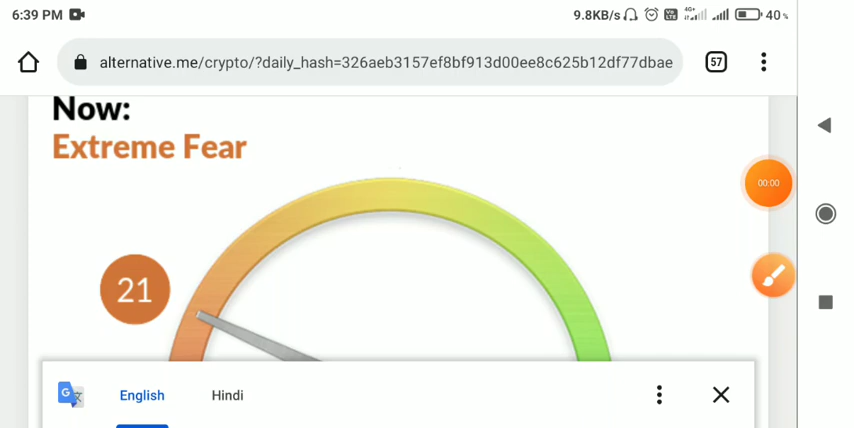 6:39 PM 9.8KB/s 4G+ 40%
alternative.me/crypto/?daily_hash=326aeb3157ef8bf913d00ee8c625b12df77dbae 57
Now:
Extreme Fear
00:00
21
G English Hindi